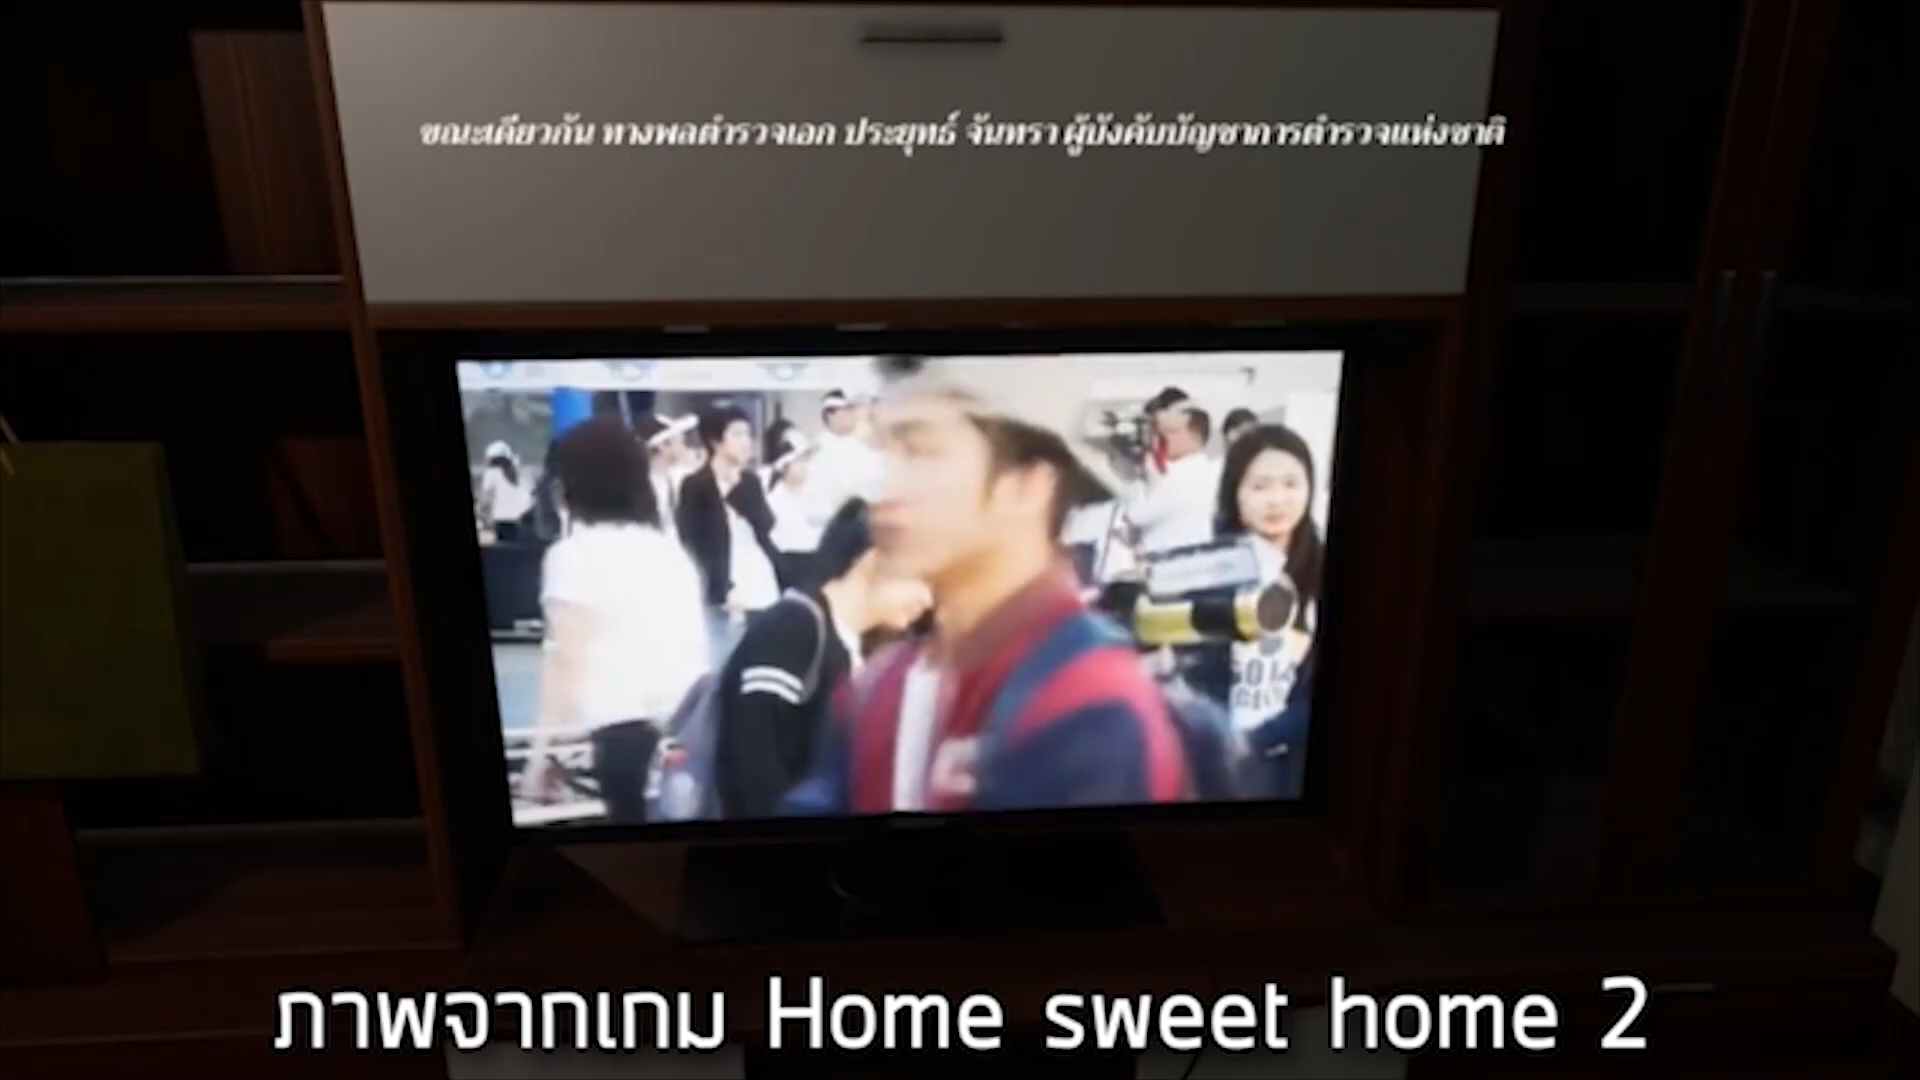 ขณะเดียวกัน ทางพลตำรวจเอก ประยุทธ์ จันทรา ผู้บังคับบัญชาการตำรวจแห่งชาติ
ภาพจากเกม Home sweet home 2